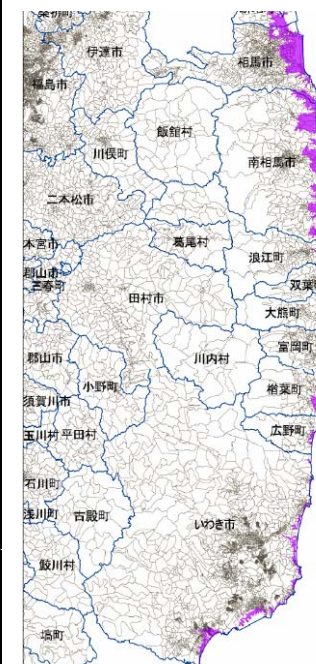 伊達市
相馬市
福島市
飯舘村
川俣町
南相馬市
二本松市
葛尾村
本宮市
浪江町
郡山市
双葉
三春町
田村市
大熊町
富岡町
郡山市
川内村
小野町
楢葉町
須賀川市
広野町
玉川村
平田村
石川町
浅川町
古殿町
いわき市
鮫川村
塙町